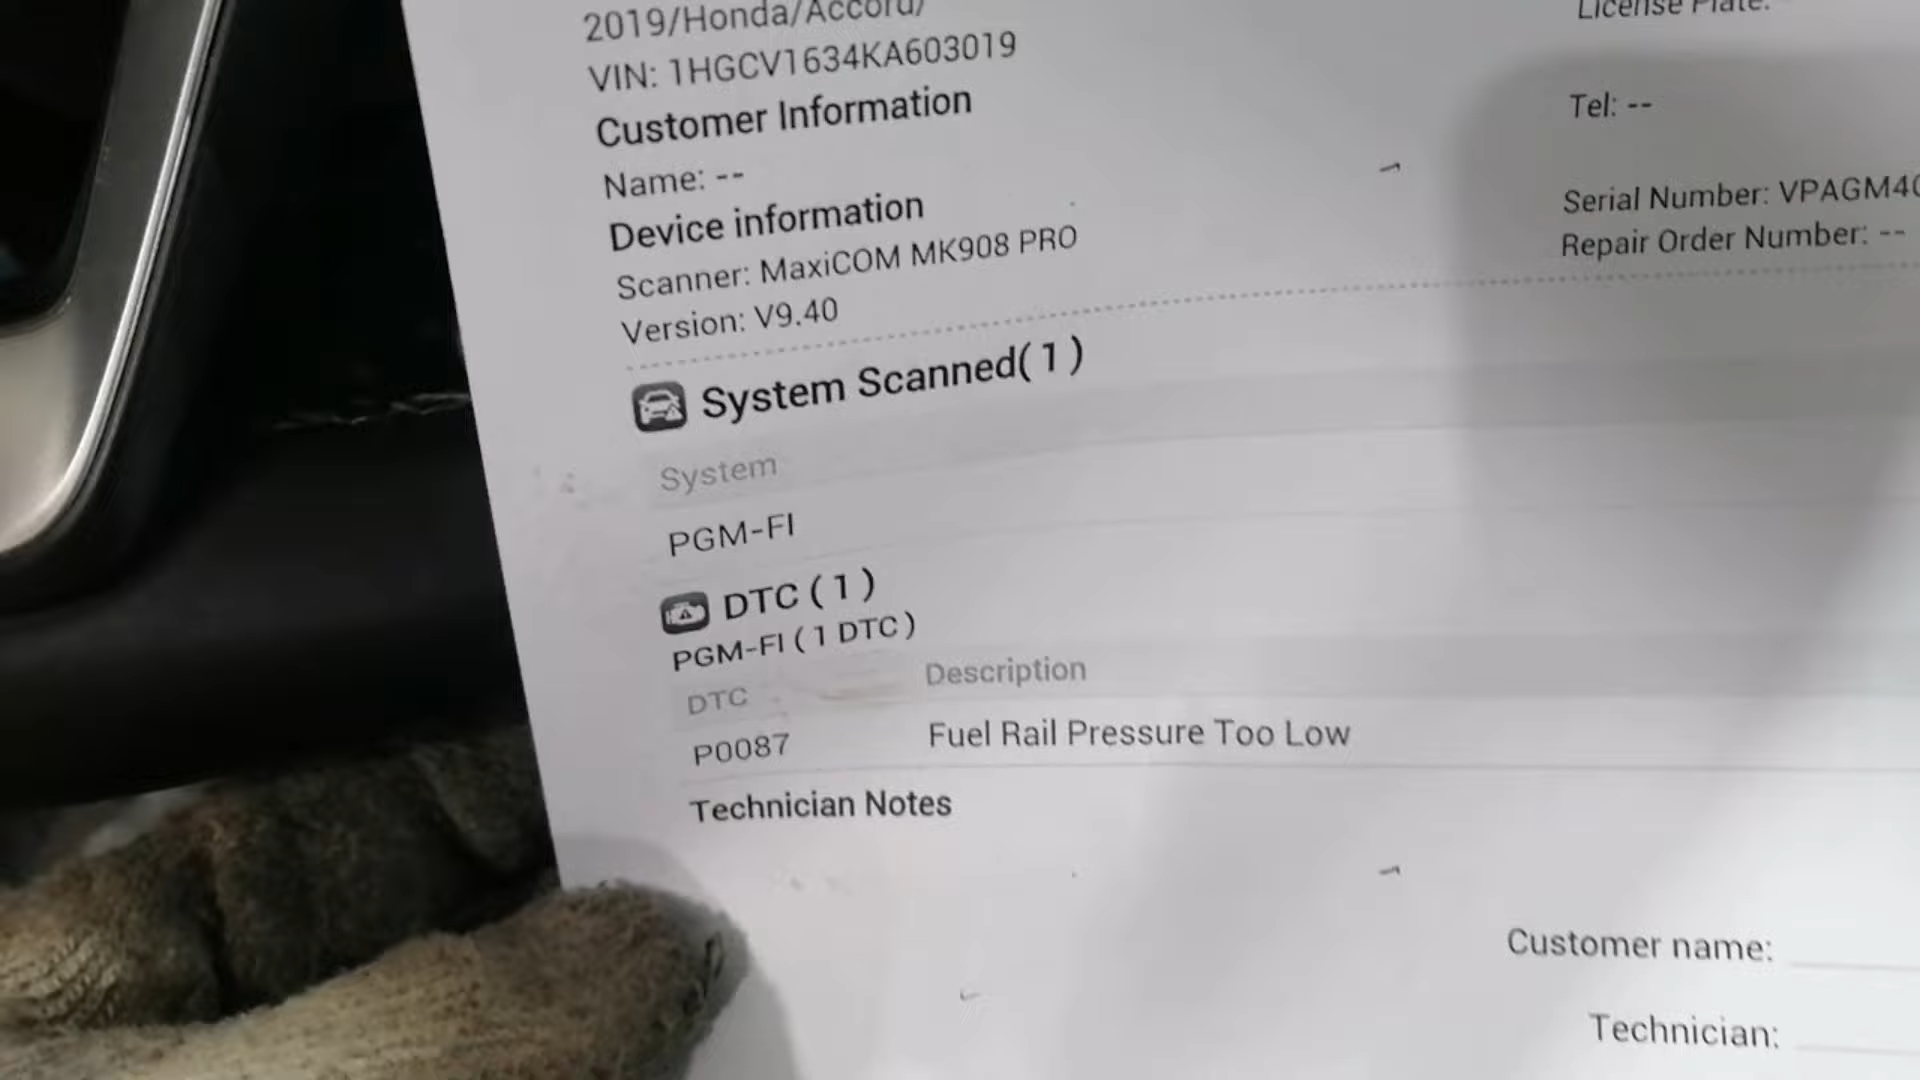 2019/Honda/Accord/
License Plate:
VIN: 1HGCV1634KA603019
Customer Information
Tel: --
Name: --
Device information
Serial Number: VPAGM40
Scanner: MaxiCOM MK908 PRO
Repair Order Number: --
Version: V9.40
System Scanned( 1 )
System
PGM-FI
DTC ( 1 )
PGM-FI ( 1 DTC )
DTC Description
P0087 Fuel Rail Pressure Too Low
Technician Notes
Customer name:
Technician: